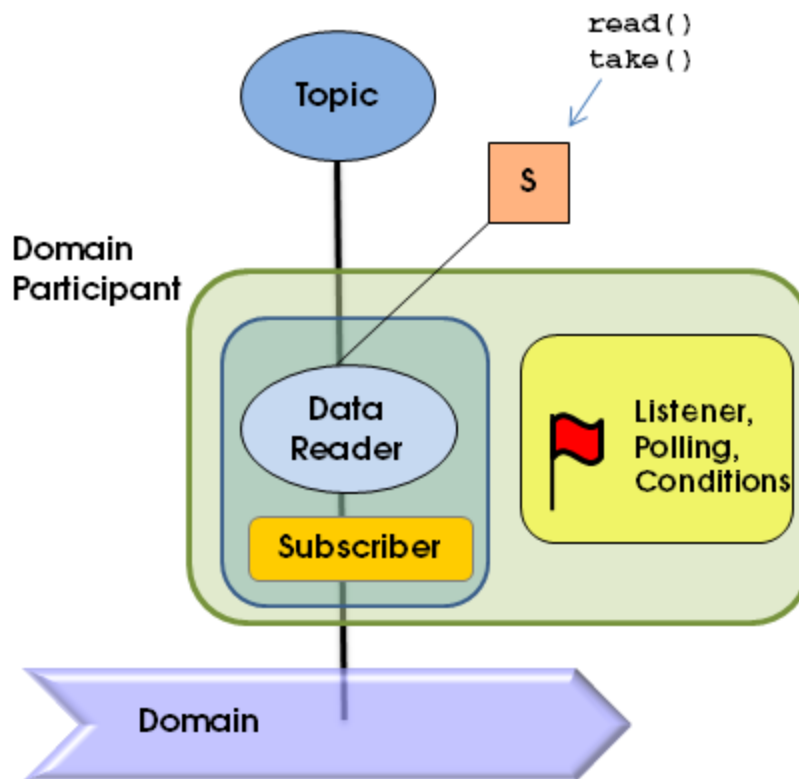 read()
take()
Topic
S
Domain
Participant
Data
Reader
Listener,
Polling,
Conditions
Subscriber
Domain